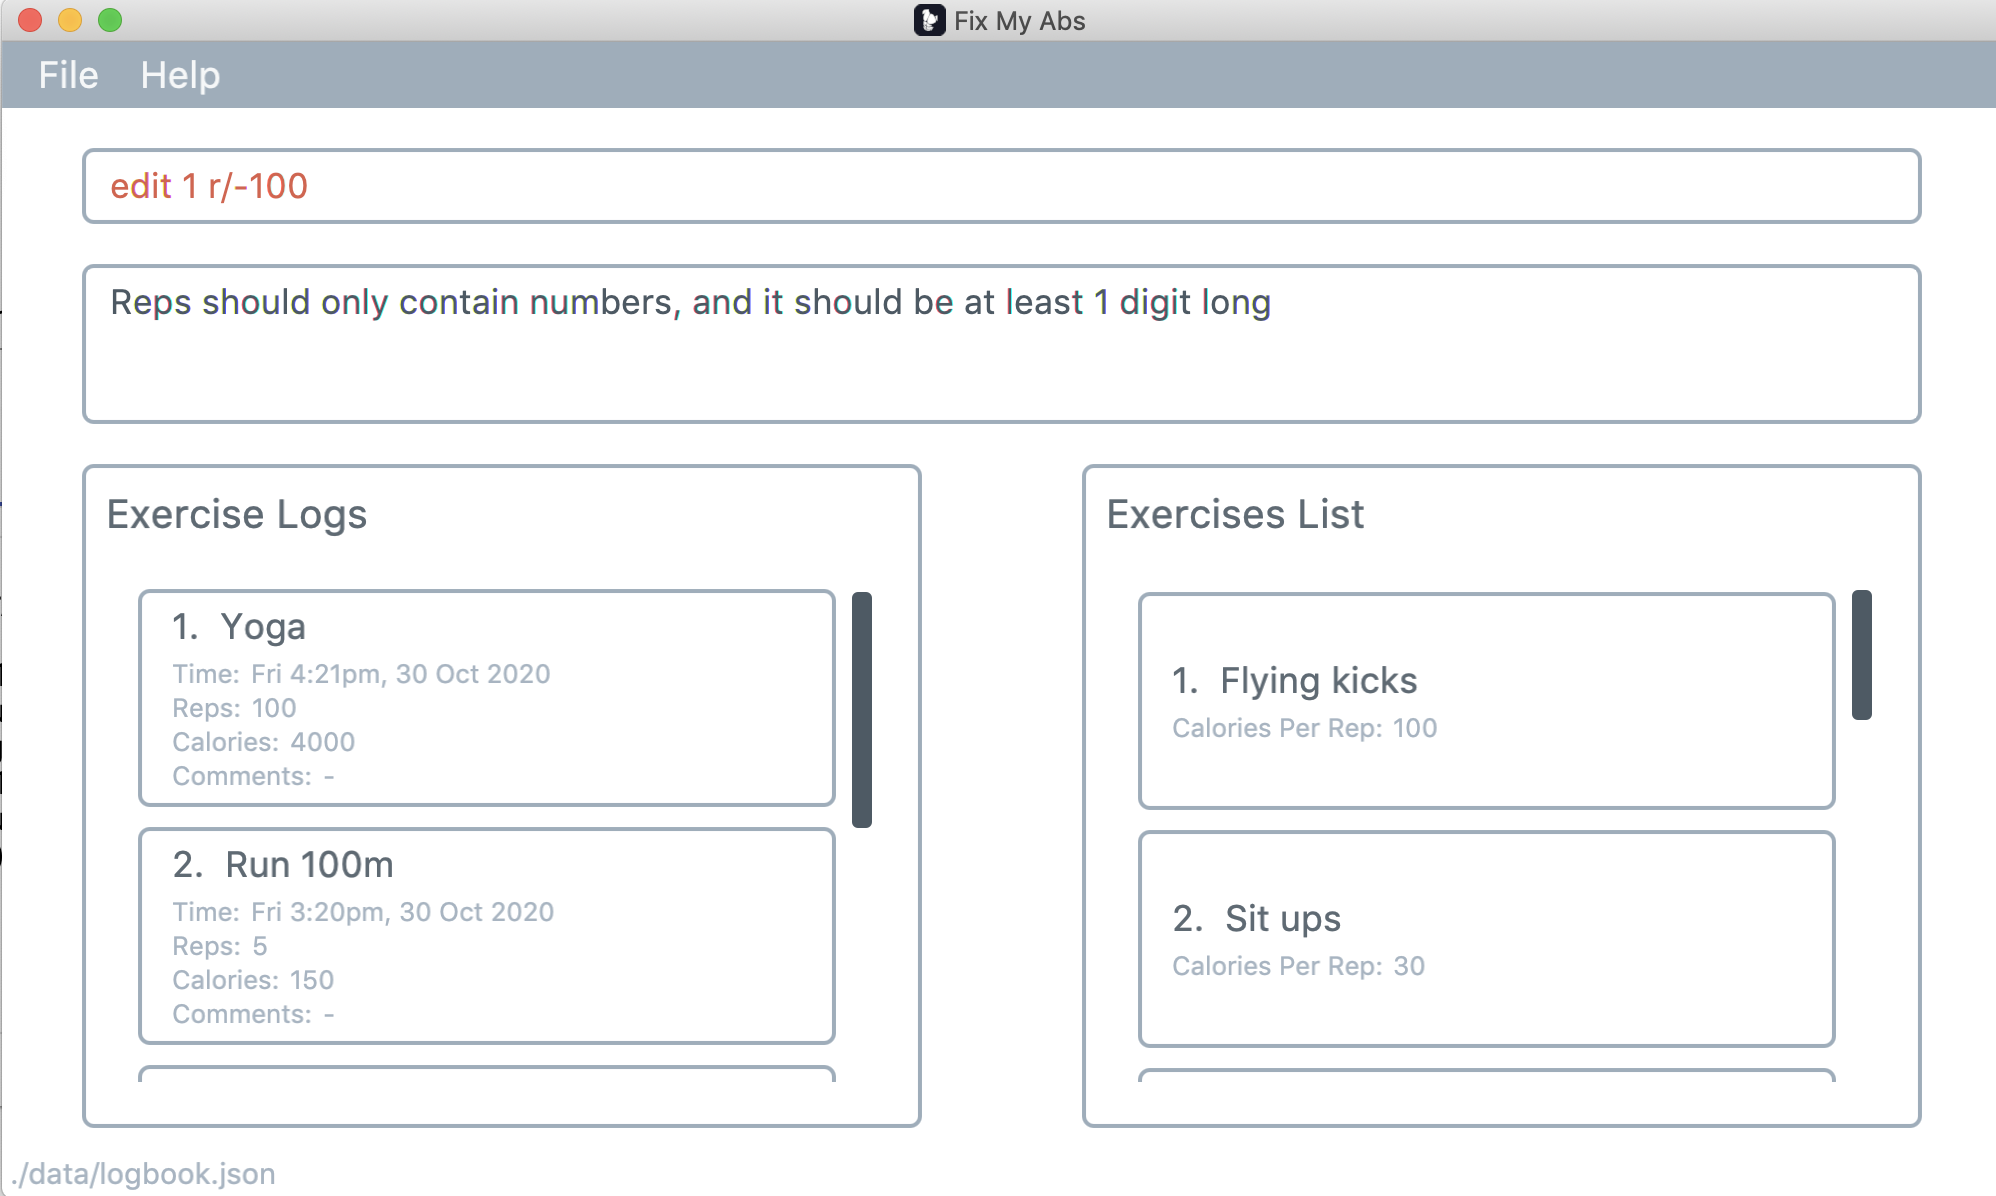 Fix My Abs
File Help
edit 1 r/-100
Reps should only contain numbers, and it should be at least 1 digit long
Exercise Logs
1. Yoga
Time: Fri 4:21pm, 30 Oct 2020
Reps: 100
Calories: 4000
Comments: -
2. Run 100m
Time: Fri 3:20pm, 30 Oct 2020
Reps: 5
Calories: 150
Comments: -
Exercises List
1. Flying kicks
Calories Per Rep: 100
2. Sit ups
Calories Per Rep: 30
./data/logbook.json